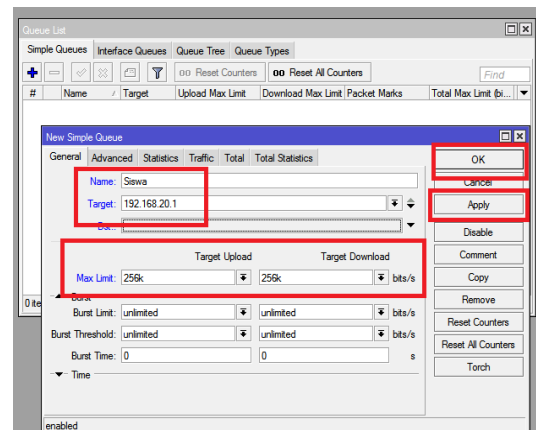 Queue List
Simple Queues Interface Queues Queue Tree Queue Types
00 Reset Counters 00 Reset All Counters Find
# Name Target Upload Max Limit Download Max Limit Packet Marks Total Max Limit (bi...
New Simple Queue
General Advanced Statistics Traffic Total Total Statistics
OK
Name: Siswa
Cancel
Target: 192.168.20.1
Apply
Dst.:
Disable
Target Upload Target Download
Comment
Max Limit: 256k 256k bits/s
Copy
Burst
Remove
0 ite
Burst Limit: unlimited unlimited bits/s
Reset Counters
Burst Threshold: unlimited unlimited bits/s
Reset All Counters
Burst Time: 0 0 s
Torch
Time
enabled